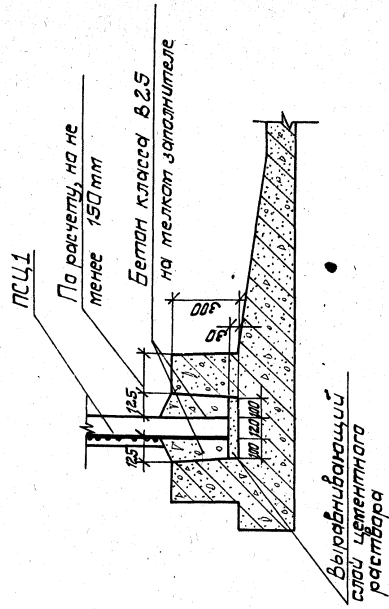 ПСЦ1
По расчету, но не
менее 150мм
Бетон класса В25
на мелком заполнителе
125
125
300
30
100
120
100
Выравнивающий
слой цементного
раствора